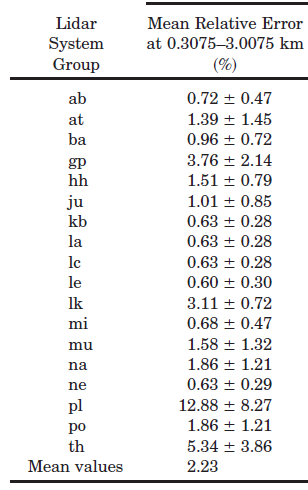 Lidar Mean Relative Error
System at 0.3075–3.0075 km
Group (%)
ab 0.72 ± 0.47
at 1.39 ± 1.45
ba 0.96 ± 0.72
gp 3.76 ± 2.14
hh 1.51 ± 0.79
ju 1.01 ± 0.85
kb 0.63 ± 0.28
la 0.63 ± 0.28
lc 0.63 ± 0.28
le 0.60 ± 0.30
lk 3.11 ± 0.72
mi 0.68 ± 0.47
mu 1.58 ± 1.32
na 1.86 ± 1.21
ne 0.63 ± 0.29
pl 12.88 ± 8.27
po 1.86 ± 1.21
th 5.34 ± 3.86
Mean values 2.23